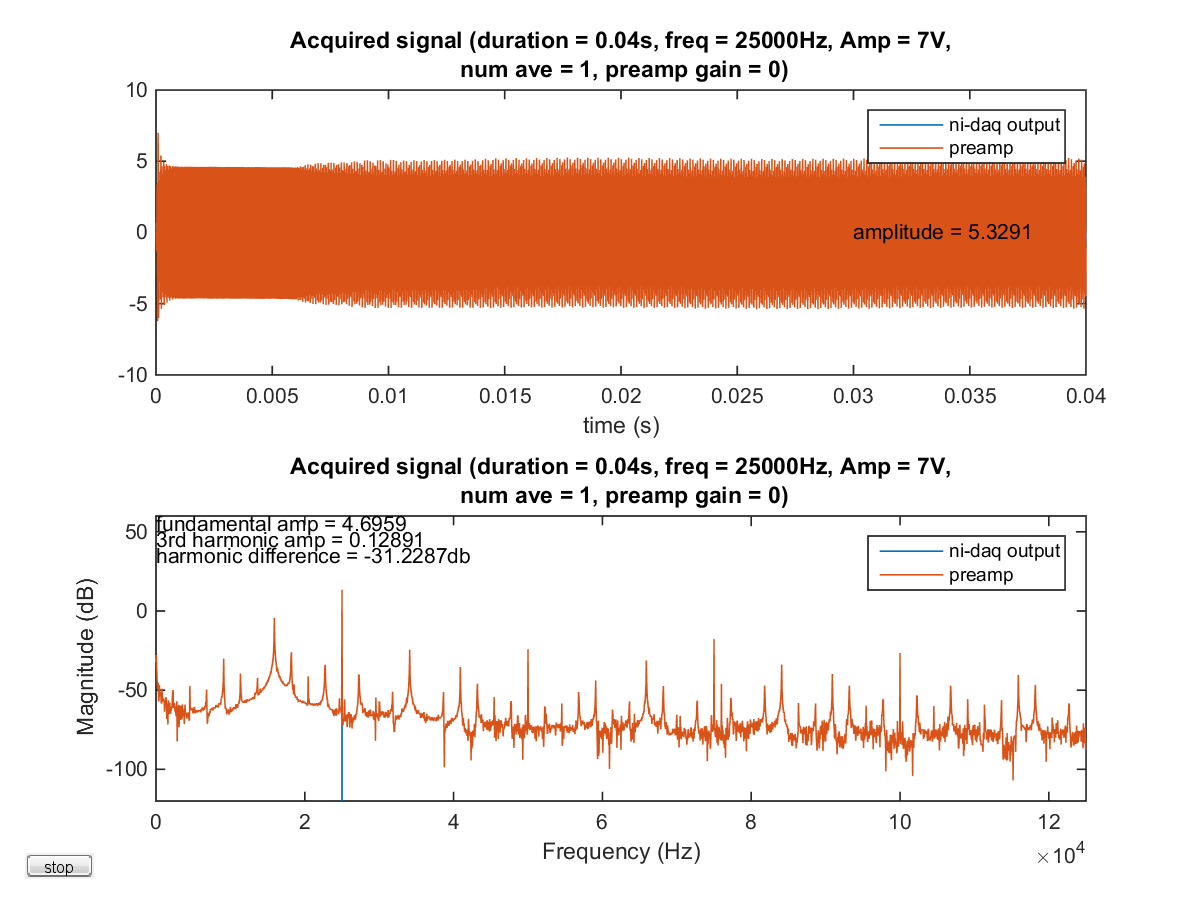 Acquired signal (duration = 0.04s, freq = 25000Hz, Amp = 7V,
num ave = 1, preamp gain = 0)
10
5
0
-5
-10
ni-daq output
preamp
amplitude = 5.3291
0 0.005 0.01 0.015 0.02 0.025 0.03 0.035 0.04
time (s)
Acquired signal (duration = 0.04s, freq = 25000Hz, Amp = 7V,
num ave = 1, preamp gain = 0)
fundamental amp = 4.6959
3rd harmonic amp = 0.12891
harmonic difference = -31.2287db
ni-daq output
preamp
50
0
-50
-100
Magnitude (dB)
0 2 4 6 8 10 12
Frequency (Hz)
×10^4
stop